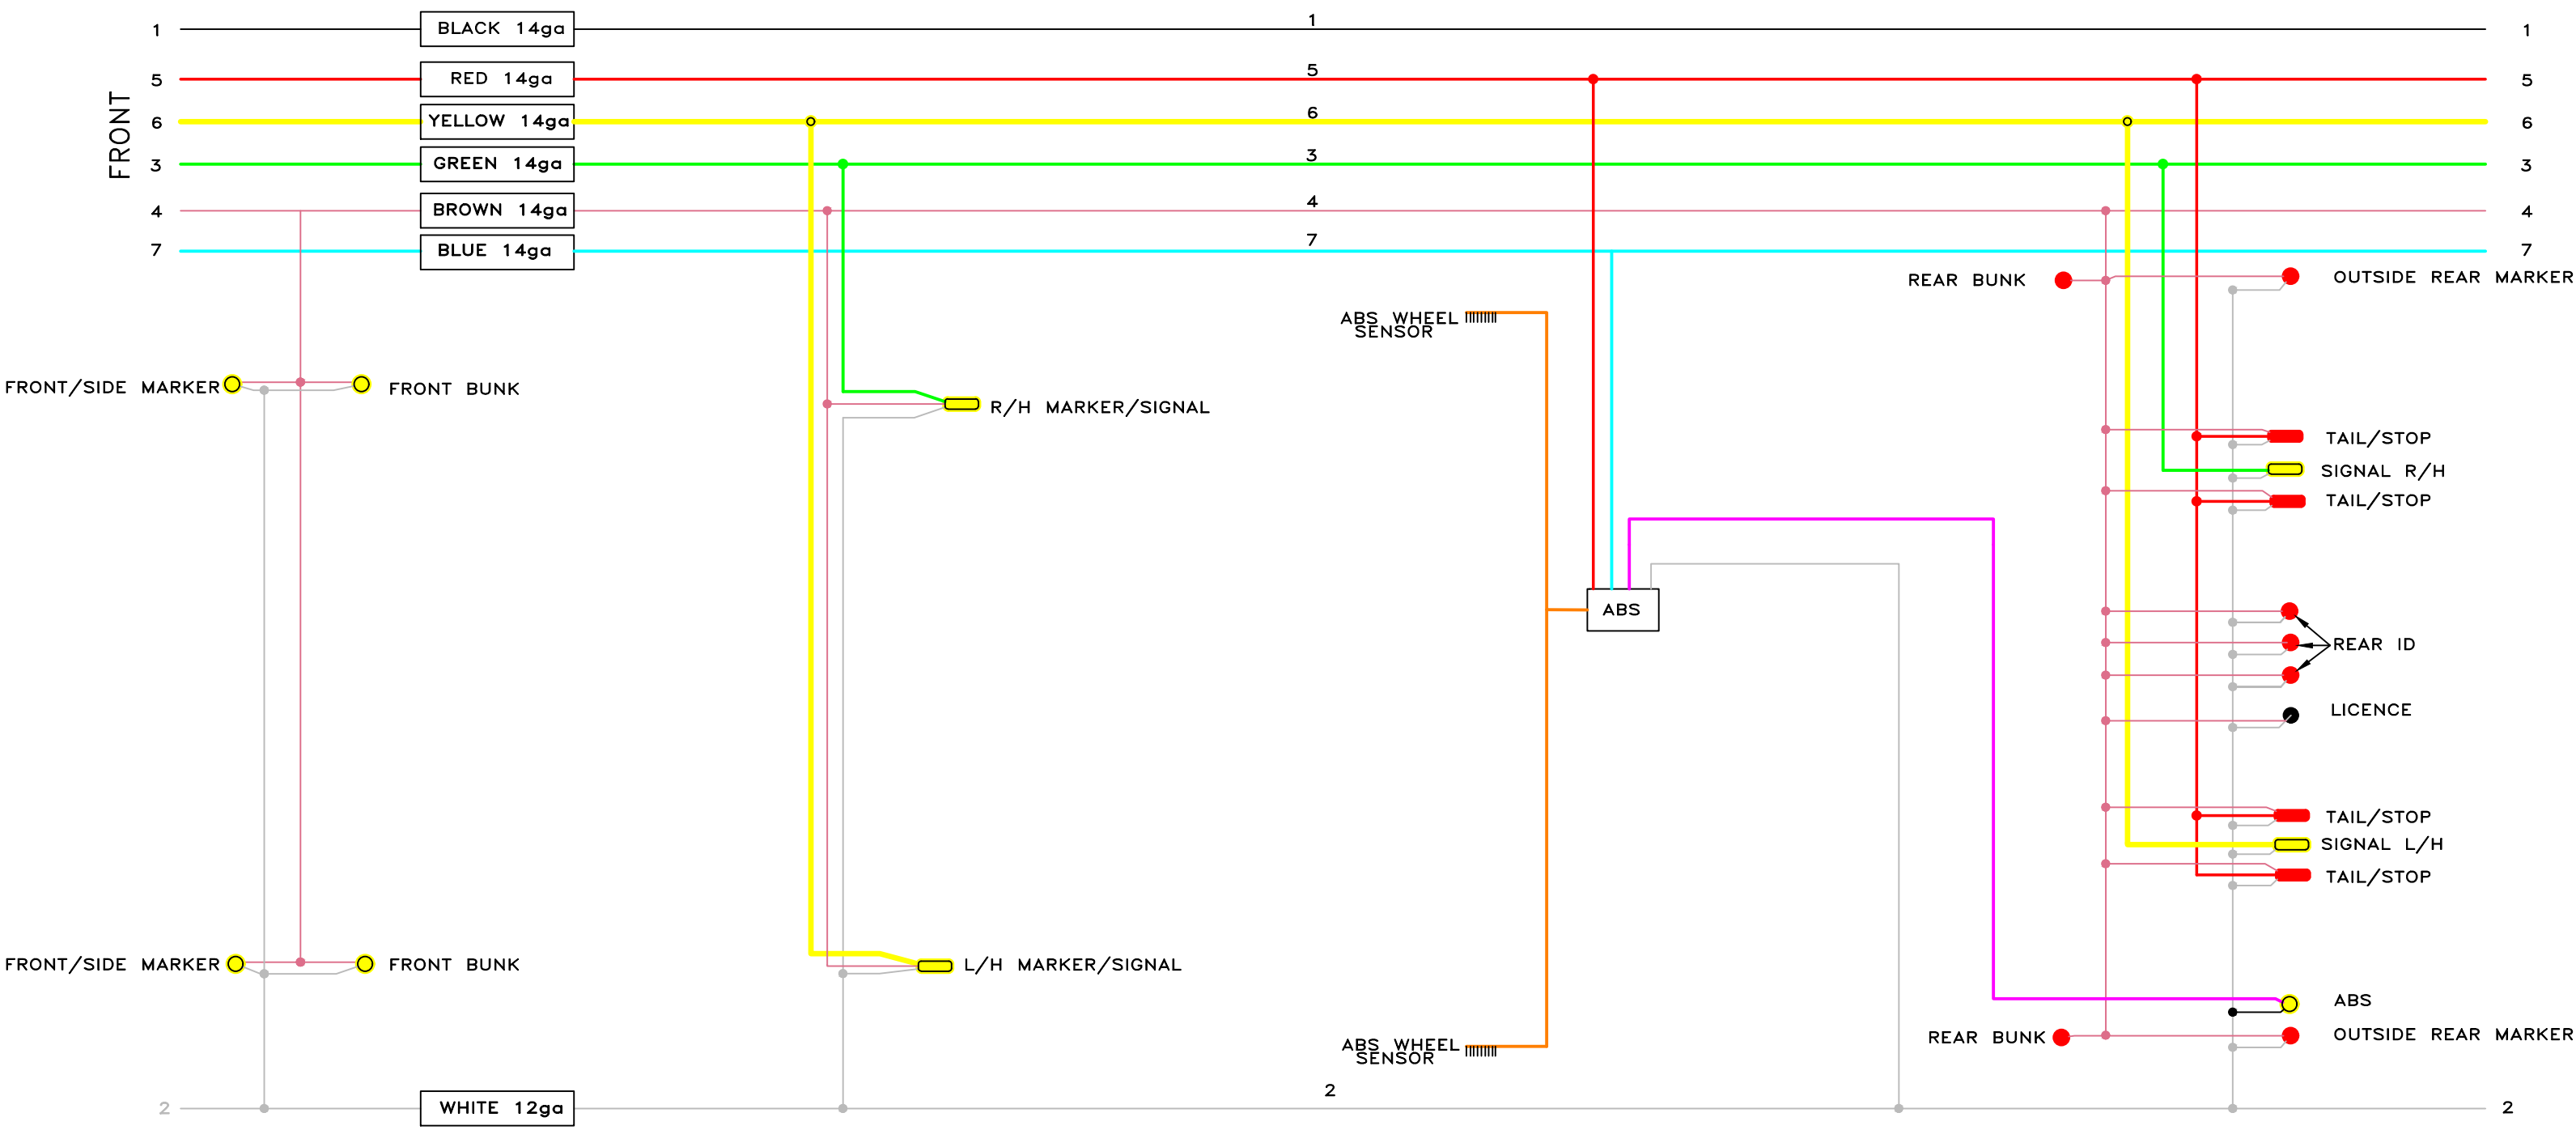 1 BLACK 14ga 1 1
5 RED 14ga 5 5
6 YELLOW 14ga 6 6
3 GREEN 14ga 3 3
4 BROWN 14ga 4 4
7 BLUE 14ga 7 7
FRONT
REAR BUNK
OUTSIDE REAR MARKER
ABS WHEEL
SENSOR
FRONT/SIDE MARKER
FRONT BUNK
R/H MARKER/SIGNAL
TAIL/STOP
SIGNAL R/H
TAIL/STOP
ABS
REAR ID
LICENCE
TAIL/STOP
SIGNAL L/H
TAIL/STOP
FRONT/SIDE MARKER
FRONT BUNK
L/H MARKER/SIGNAL
ABS
ABS WHEEL
SENSOR
REAR BUNK
OUTSIDE REAR MARKER
2 WHITE 12ga 2 2